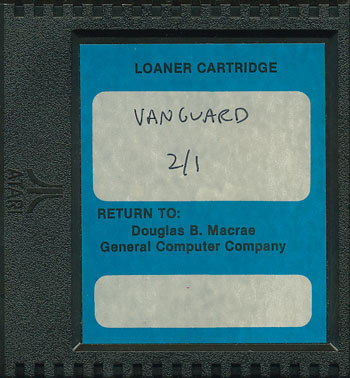 LOANER CARTRIDGE
VANGUARD
2/1
RETURN TO:
Douglas B. Macrae
General Computer Company
ATARI